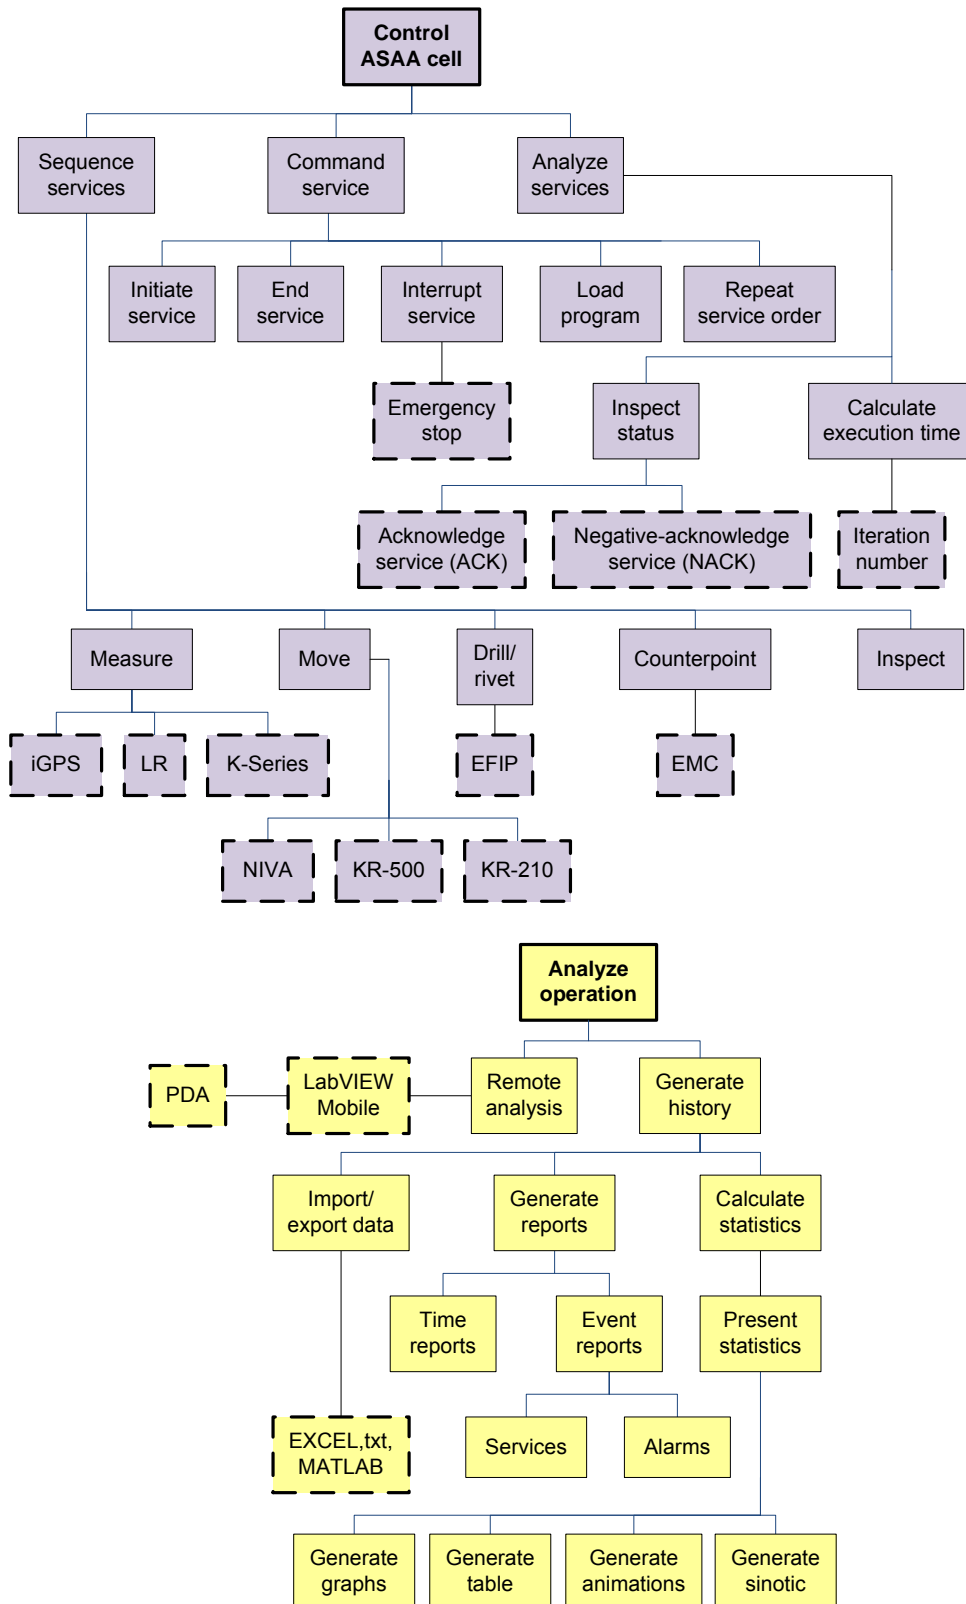 Control
ASAA cell
Sequence
services
Command
service
Analyze
services
Initiate
service
End
service
Interrupt
service
Load
program
Repeat
service order
Emergency
stop
Inspect
status
Calculate
execution time
Acknowledge
service (ACK)
Negative-acknowledge
service (NACK)
Iteration
number
Measure
Move
Drill/
rivet
Counterpoint
Inspect
iGPS
LR
K-Series
EFIP
EMC
NIVA
KR-500
KR-210
Analyze
operation
PDA
LabVIEW
Mobile
Remote
analysis
Generate
history
Import/
export data
Generate
reports
Calculate
statistics
Time
reports
Event
reports
Present
statistics
EXCEL,txt,
MATLAB
Services
Alarms
Generate
graphs
Generate
table
Generate
animations
Generate
sinotic